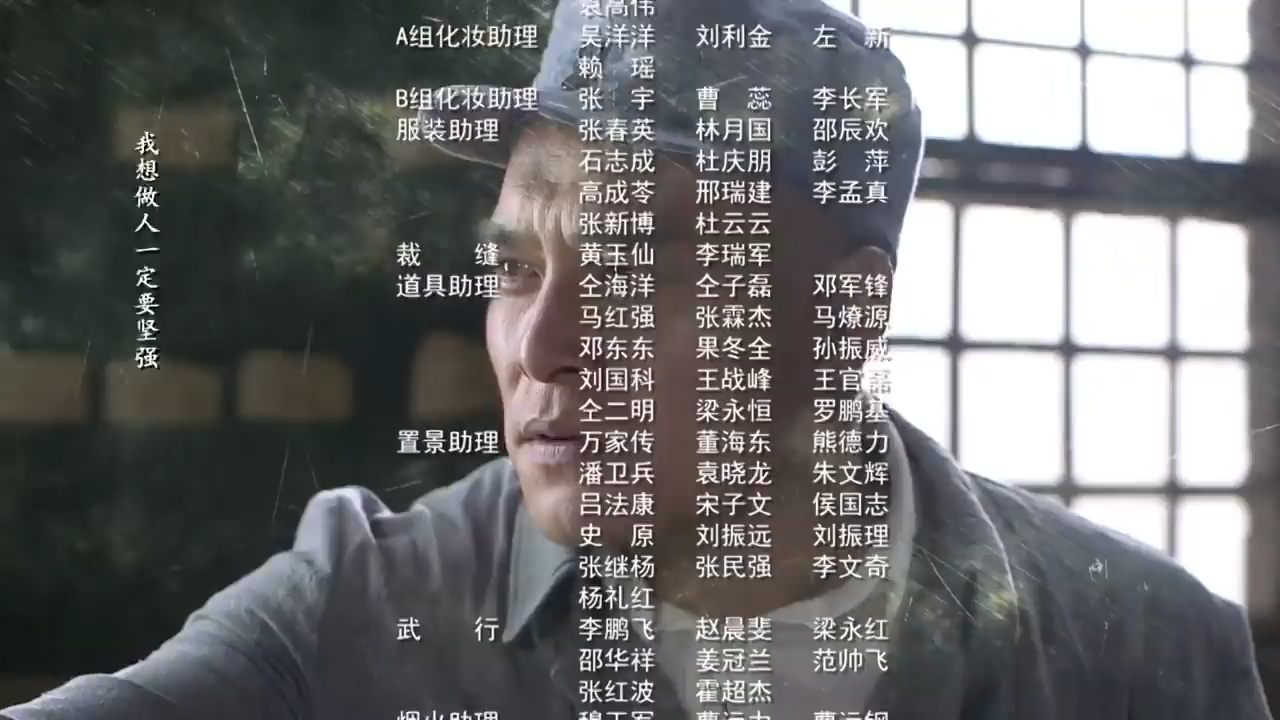 我想做人一定要坚强
袁高伟
A组化妆助理 吴洋洋 刘利金 左 新
赖 瑶
B组化妆助理 张 宇 曹 蕊 李长军
服装助理 张春英 林月国 邵辰欢
石志成 杜庆朋 彭 萍
高成苓 邢瑞建 李孟真
张新博 杜云云
裁 缝 黄玉仙 李瑞军
道具助理 仝海洋 仝子磊 邓军锋
马红强 张霖杰 马燎源
邓东东 果冬全 孙振威
刘国科 王战峰 王官磊
仝二明 梁永恒 罗鹏基
置景助理 万家传 董海东 熊德力
潘卫兵 袁晓龙 朱文辉
吕法康 宋子文 侯国志
史 原 刘振远 刘振理
张继杨 张民强 李文奇
杨礼红
武 行 李鹏飞 赵晨斐 梁永红
邵华祥 姜冠兰 范帅飞
张红波 霍超杰
烟火助理